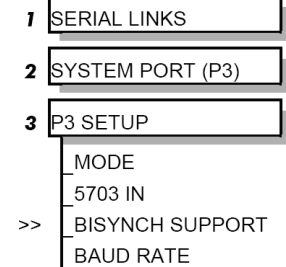 1 SERIAL LINKS
2 SYSTEM PORT (P3)
3 P3 SETUP
MODE
5703 IN
>> BISYNCH SUPPORT
BAUD RATE